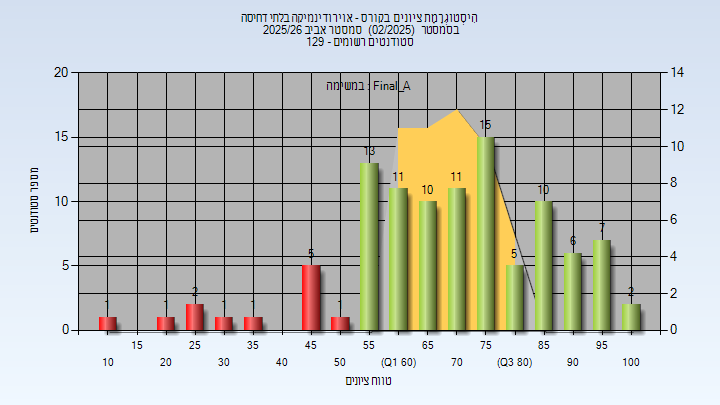 היסטוגרמת ציונים בקורס - אוירודינמיקה בלתי דחיסה
בסמסטר (02/2025) סמסטר אביב 2025/26
סטודנטים רשומים - 129
במשימה : Final_A
מספר סטודנטים
20 15 10 5 0
14 12 10 8 6 4 2 0
1 1 2 1 1 5 1 13 11 10 11 15 5 10 6 7 2
15 25 35 45 55 65 75 85 95
10 20 30 40 50 (Q1 60) 70 (Q3 80) 90 100
טווח ציונים